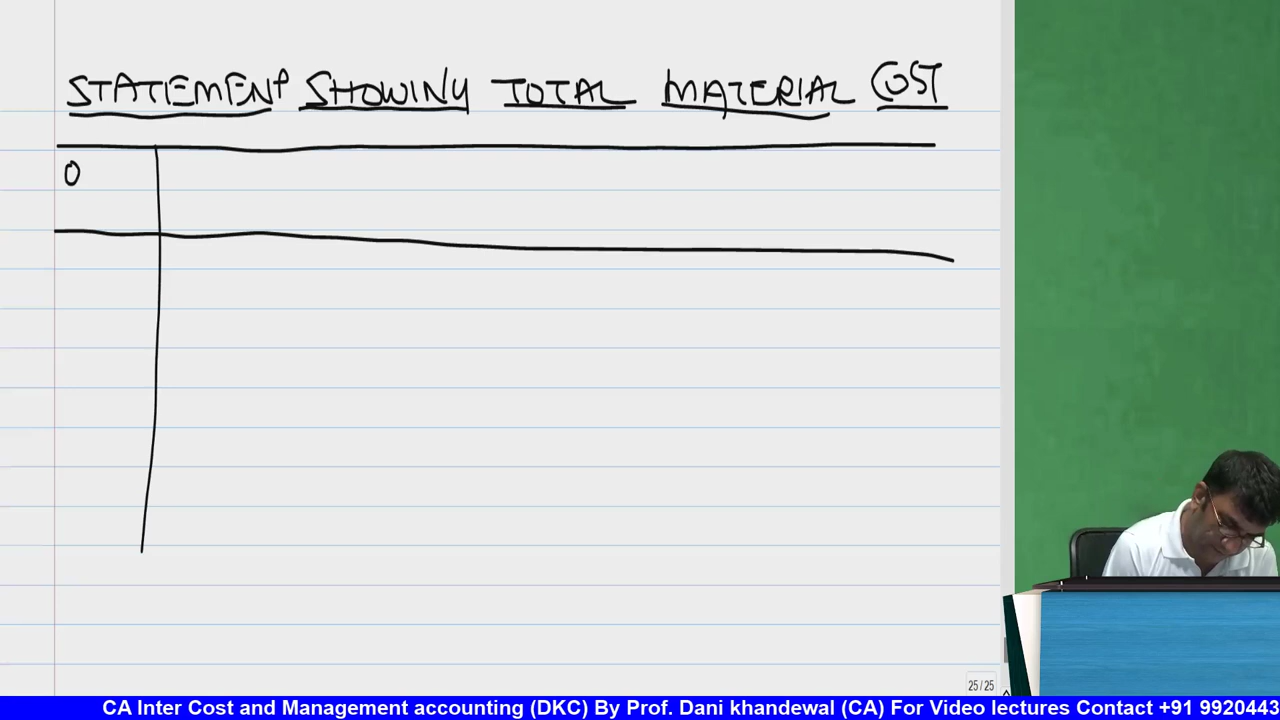 STATEMENT SHOWING TOTAL MATERIAL COST
O
25 / 25
CA Inter Cost and Management accounting (DKC) By Prof. Dani khandewal (CA) For Video lectures Contact +91 9920443